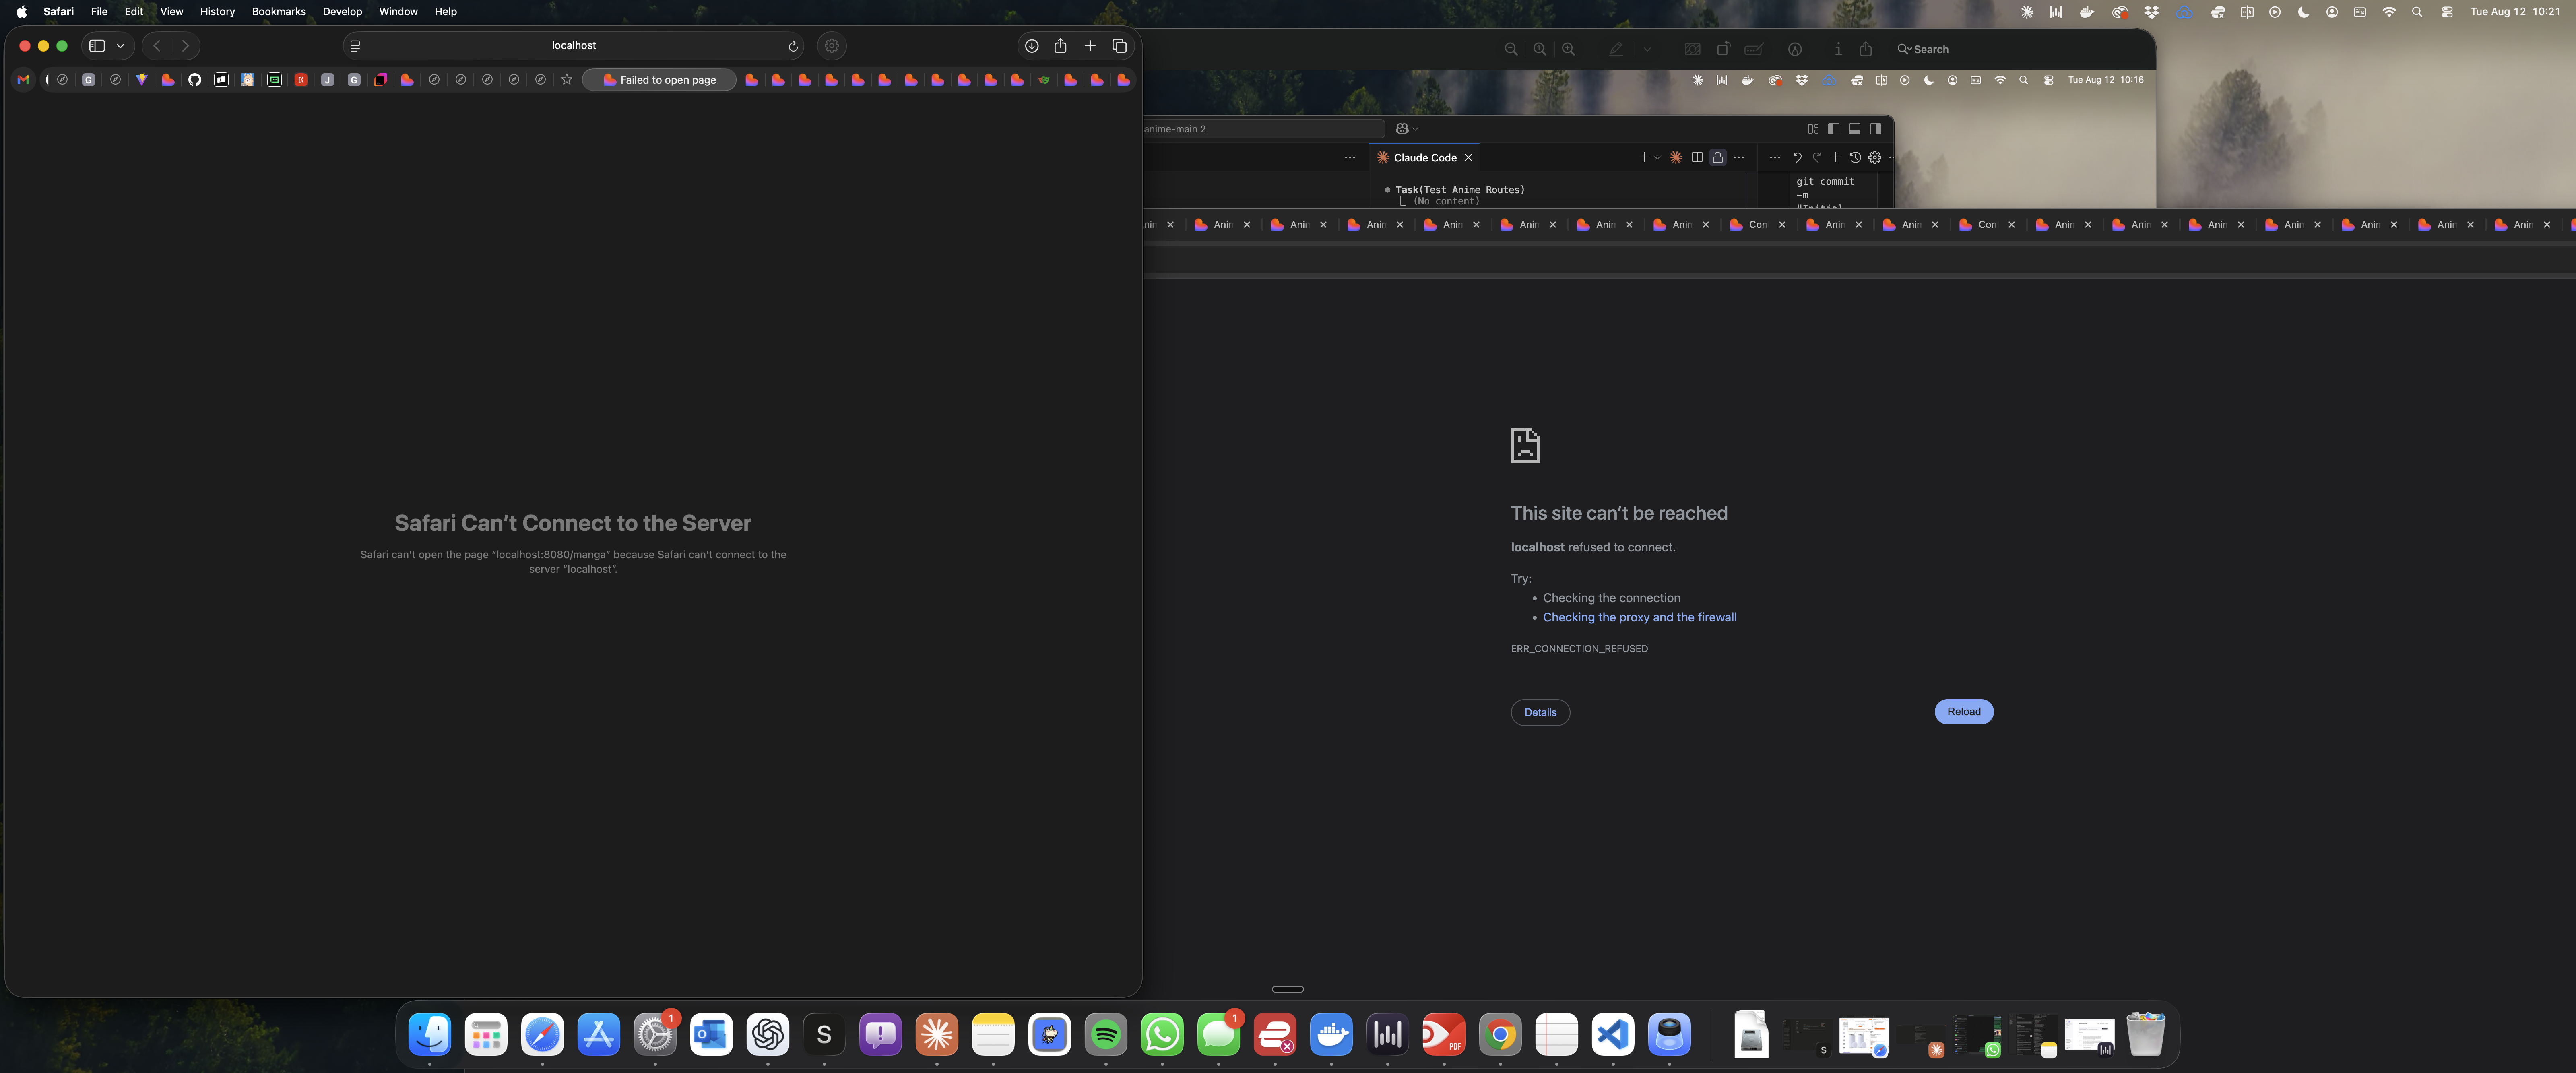 Safari File Edit View History Bookmarks Develop Window Help
Tue Aug 12 10:21
localhost
Failed to open page
Safari Can’t Connect to the Server
Safari can’t open the page “localhost:8080/manga” because Safari can’t connect to the
server “localhost”.
Search
Tue Aug 12 10:16
anime-main 2
Claude Code
Task(Test Anime Routes)
(No content)
git commit
-m
Anin Anin Anin Anin Anin Anin Anin Con Anin Anin Con Anin Anin Anin Anin Anin Anin Anin
This site can’t be reached
localhost refused to connect.
Try:
Checking the connection
Checking the proxy and the firewall
ERR_CONNECTION_REFUSED
Details
Reload
1
S
1
PDF